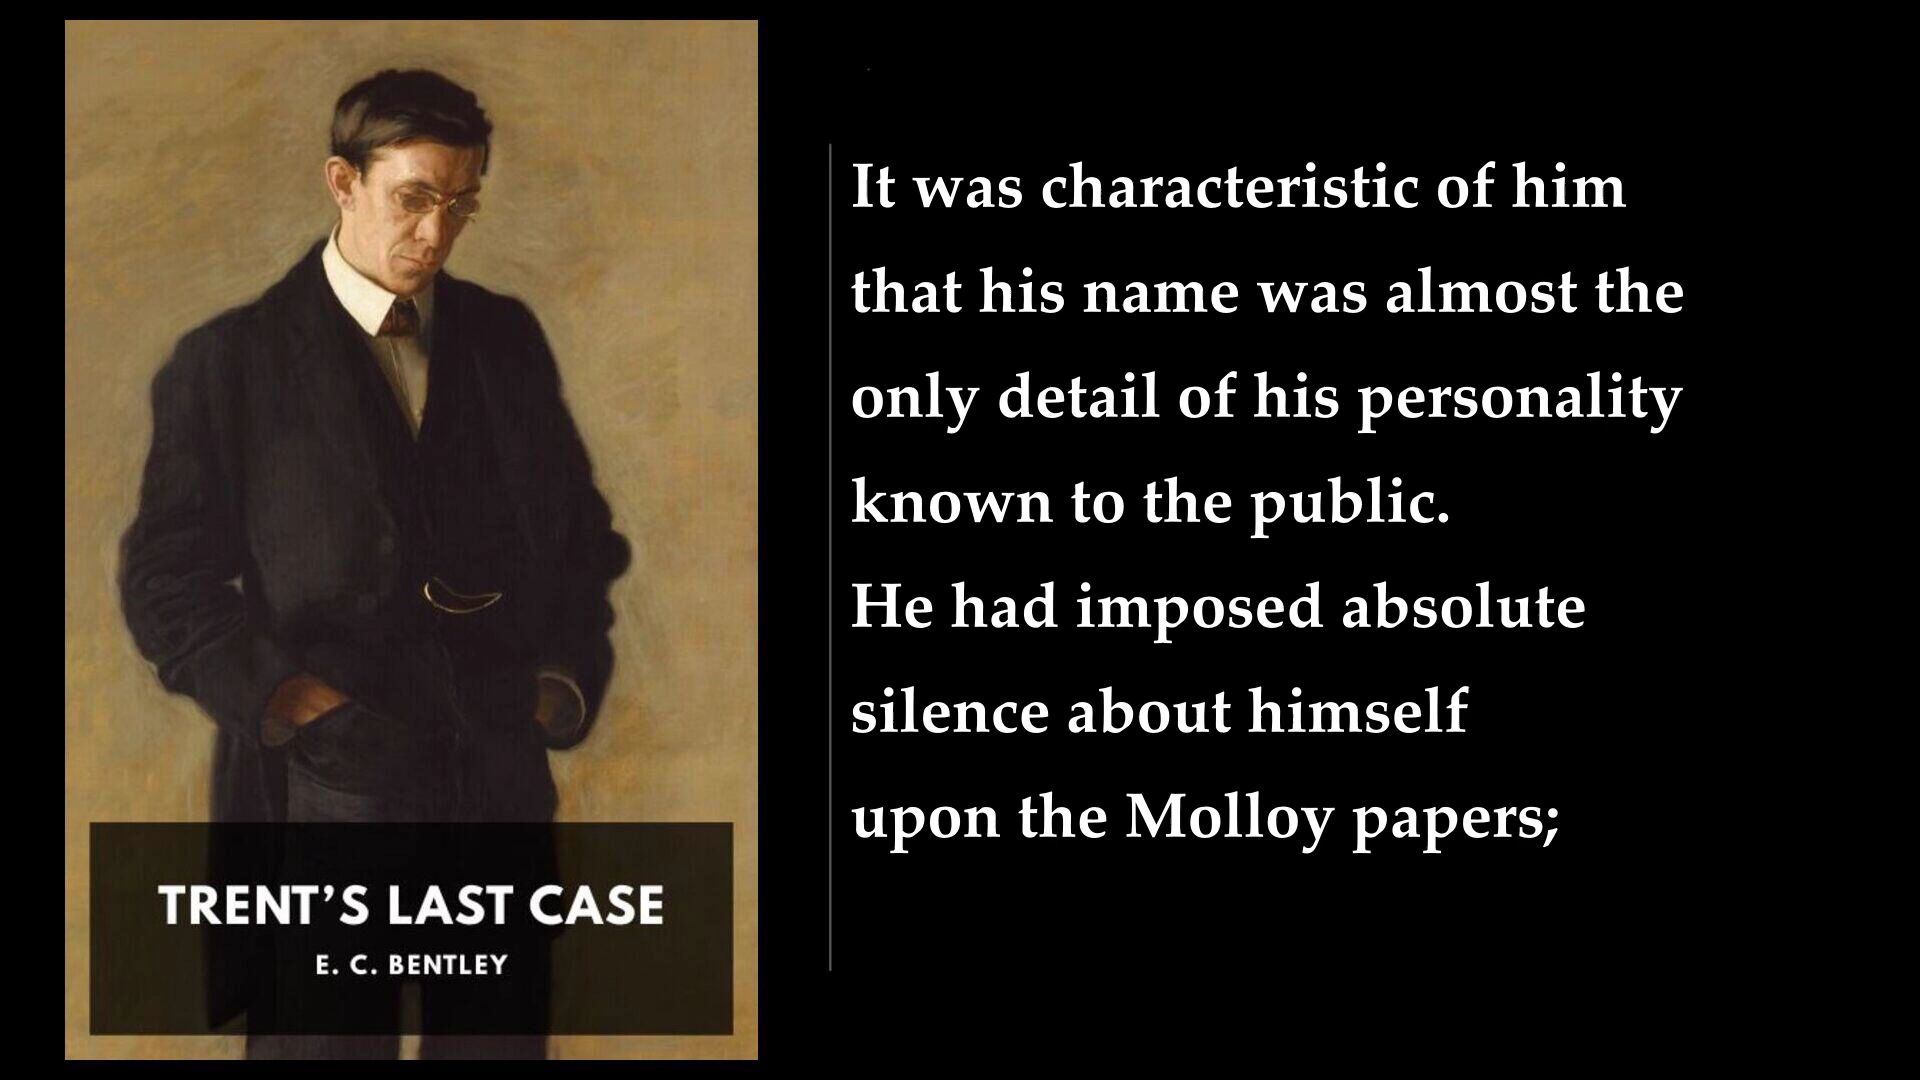 TRENT’S LAST CASE
E. C. BENTLEY
It was characteristic of him
that his name was almost the
only detail of his personality
known to the public.
He had imposed absolute
silence about himself
upon the Molloy papers;